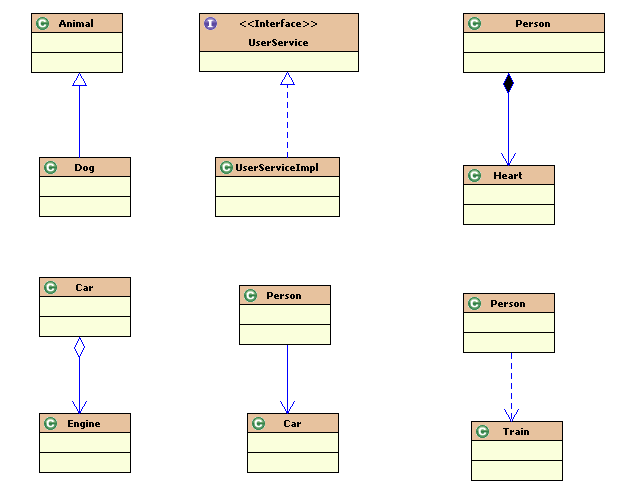 C Animal
I <<Interface>>
UserService
C Person
C Dog
C UserServiceImpl
C Heart
C Car
C Person
C Person
C Engine
C Car
C Train